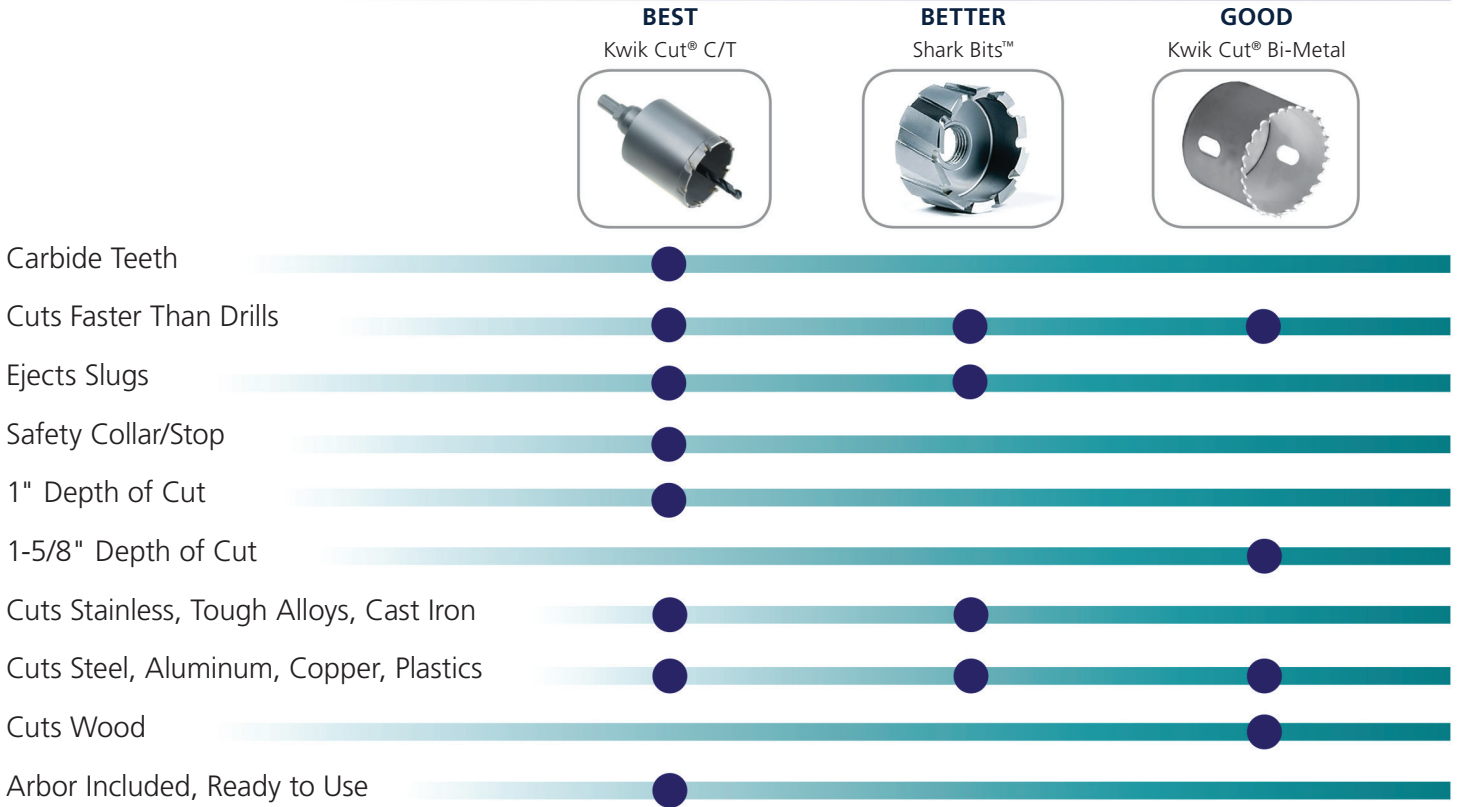 BEST BETTER GOOD
Kwik Cut® C/T Shark Bits™ Kwik Cut® Bi-Metal
Carbide Teeth
Cuts Faster Than Drills
Ejects Slugs
Safety Collar/Stop
1" Depth of Cut
1-5/8" Depth of Cut
Cuts Stainless, Tough Alloys, Cast Iron
Cuts Steel, Aluminum, Copper, Plastics
Cuts Wood
Arbor Included, Ready to Use